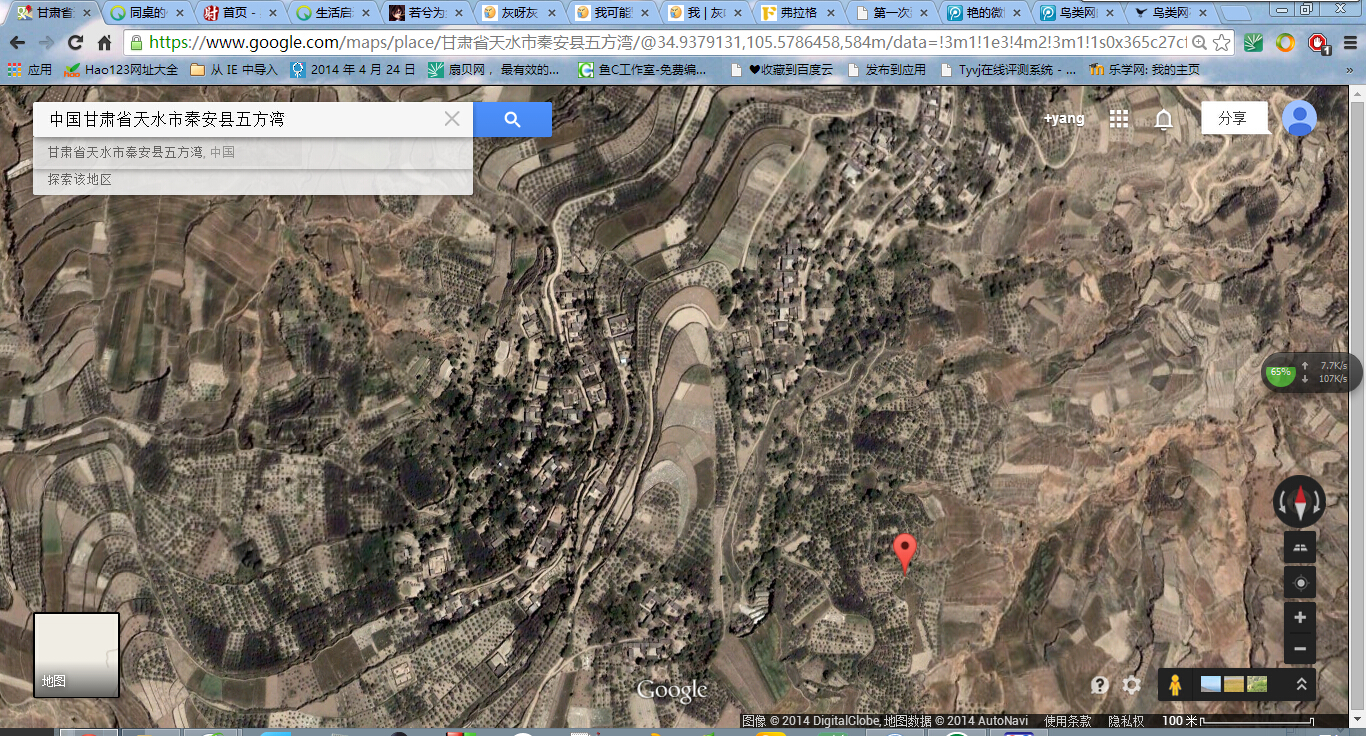 甘肃省
同桌的
首页 -
生活启
若兮为
灰呀灰
我可能
我 | 灰
弗拉格
第一次
艳的微
鸟类网
鸟类网
https://www.google.com/maps/place/甘肃省天水市秦安县五方湾/@34.9379131,105.5786458,584m/data=!3m1!1e3!4m2!3m1!1s0x365c27cf
应用
Hao123网址大全
从 IE 中导入
2014 年 4 月 24 日
扇贝网，最有效的...
鱼C工作室-免费编...
♥收藏到百度云
发布到应用
Tyvj在线评测系统 - ...
乐学网: 我的主页
»
中国甘肃省天水市秦安县五方湾
+yang
分享
甘肃省天水市秦安县五方湾, 中国
探索该地区
65%
7.7K/s
107K/s
地图
Google
图像 © 2014 DigitalGlobe, 地图数据 © 2014 AutoNavi
使用条款
隐私权
100 米